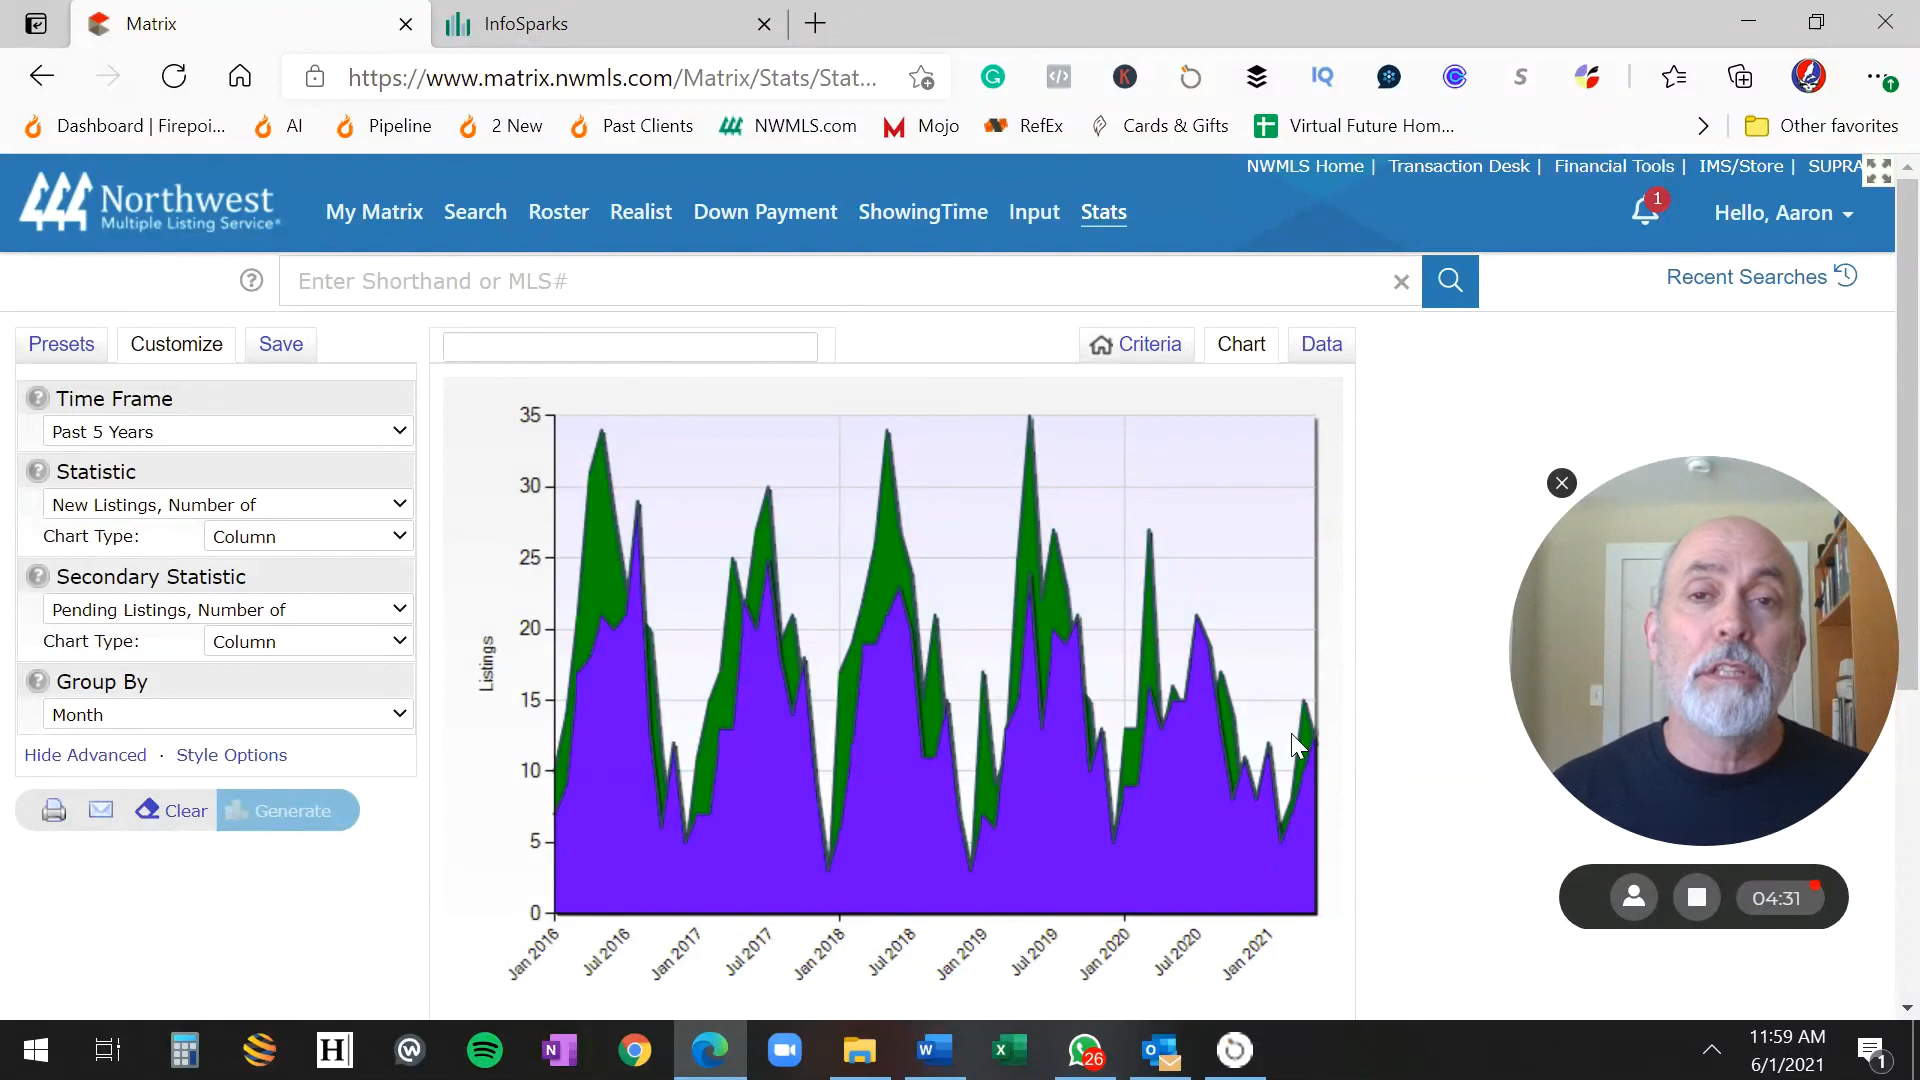 Matrix
InfoSparks
https://www.matrix.nwmls.com/Matrix/Stats/Stat...
Dashboard | Firepoi...
AI
Pipeline
2 New
Past Clients
NWMLS.com
Mojo
RefEx
Cards & Gifts
Virtual Future Hom...
Other favorites
NWMLS Home | Transaction Desk | Financial Tools | IMS/Store | SUPRA
Northwest
Multiple Listing Service
My Matrix
Search
Roster
Realist
Down Payment
ShowingTime
Input
Stats
1
Hello, Aaron
Enter Shorthand or MLS#
Recent Searches
Presets
Customize
Save
Criteria
Chart
Data
Time Frame
Past 5 Years
Statistic
New Listings, Number of
Chart Type: Column
Secondary Statistic
Pending Listings, Number of
Chart Type: Column
Group By
Month
Hide Advanced · Style Options
Clear
Generate
Listings
35
30
25
20
15
10
5
0
Jan 2016
Jul 2016
Jan 2017
Jul 2017
Jan 2018
Jul 2018
Jan 2019
Jul 2019
Jan 2020
Jul 2020
Jan 2021
04:31
26
11:59 AM
6/1/2021
1